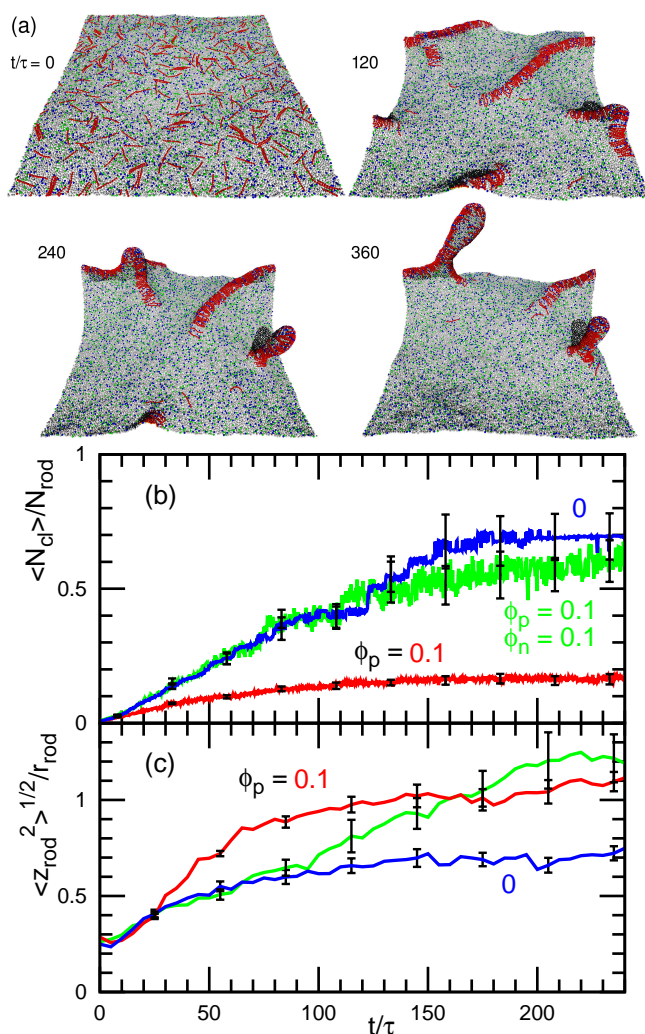 (a)
t/τ = 0
120
240
360
(b)
<N_cl>/N_rod
1
0.5
0
0
ϕ_p = 0.1
ϕ_n = 0.1
ϕ_p = 0.1
(c)
<z_rod^2>^1/2/r_rod
1
0.5
0
ϕ_p = 0.1
0
0 50 100 150 200
t/τ